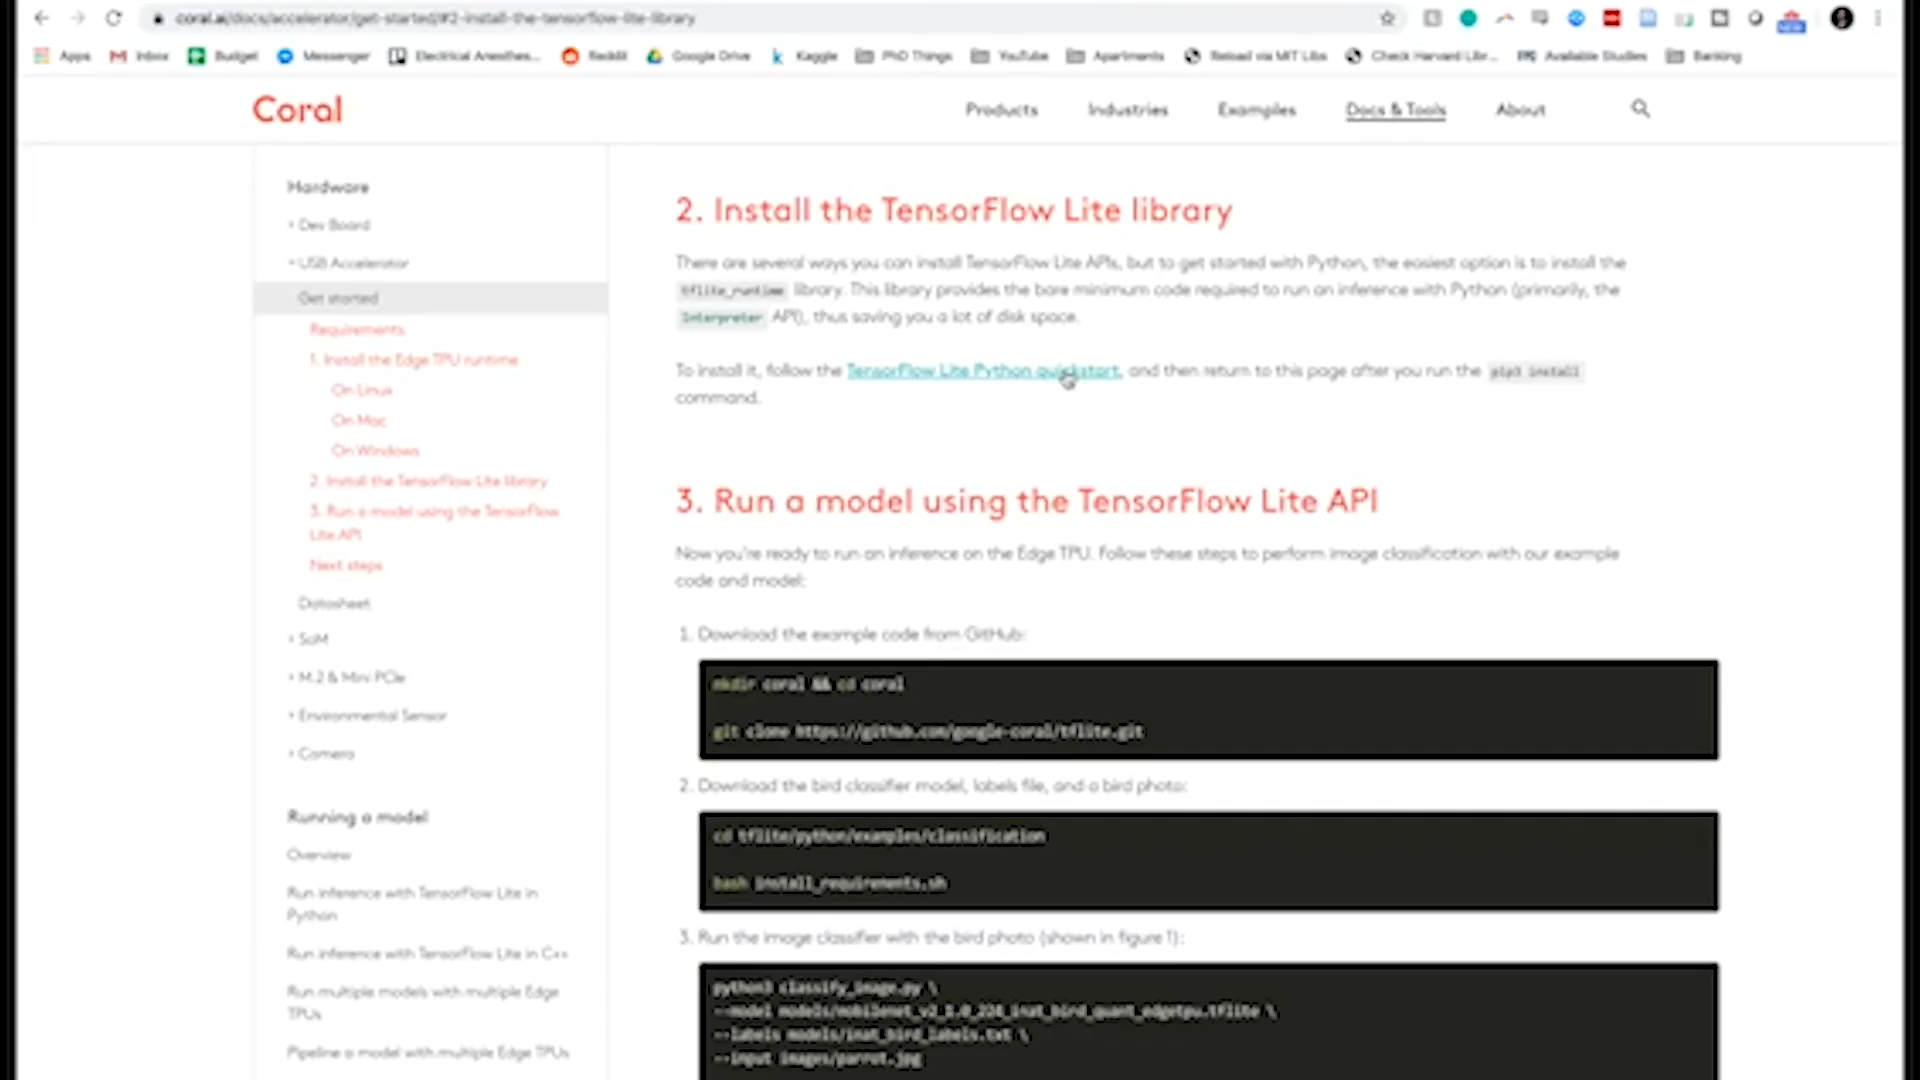 coral.ai/docs/accelerator/get-started/#2-install-the-tensorflow-lite-library
Apps Inbox Budget Messenger Electrical Anesthes... Reddit Google Drive Kaggle PhD Things YouTube Apartments Reload via MIT Libs Check Harvard Libr... Available Studies Banking
Coral
Products Industries Examples Docs & Tools About
Hardware
Dev Board
USB Accelerator
Get started
Requirements
1. Install the Edge TPU runtime
On Linux
On Mac
On Windows
2. Install the TensorFlow Lite library
3. Run a model using the TensorFlow
Lite API
Next steps
Datasheet
SoM
M.2 & Mini PCIe
Environmental Sensor
Camera
Running a model
Overview
Run inference with TensorFlow Lite in
Python
Run inference with TensorFlow Lite in C++
Run multiple models with multiple Edge
TPUs
Pipeline a model with multiple Edge TPUs
2. Install the TensorFlow Lite library
There are several ways you can install TensorFlow Lite APIs, but to get started with Python, the easiest option is to install the
tflite_runtime library. This library provides the bare minimum code required to run an inference with Python (primarily, the
Interpreter API), thus saving you a lot of disk space.
To install it, follow the TensorFlow Lite Python quickstart, and then return to this page after you run the pip3 install
command.
3. Run a model using the TensorFlow Lite API
Now you're ready to run an inference on the Edge TPU. Follow these steps to perform image classification with our example
code and model:
1. Download the example code from GitHub:
mkdir coral && cd coral
git clone https://github.com/google-coral/tflite.git
2. Download the bird classifier model, labels file, and a bird photo:
cd tflite/python/examples/classification
bash install_requirements.sh
3. Run the image classifier with the bird photo (shown in figure 1):
python3 classify_image.py \
--model models/mobilenet_v2_1.0_224_inat_bird_quant_edgetpu.tflite \
--labels models/inat_bird_labels.txt \
--input images/parrot.jpg